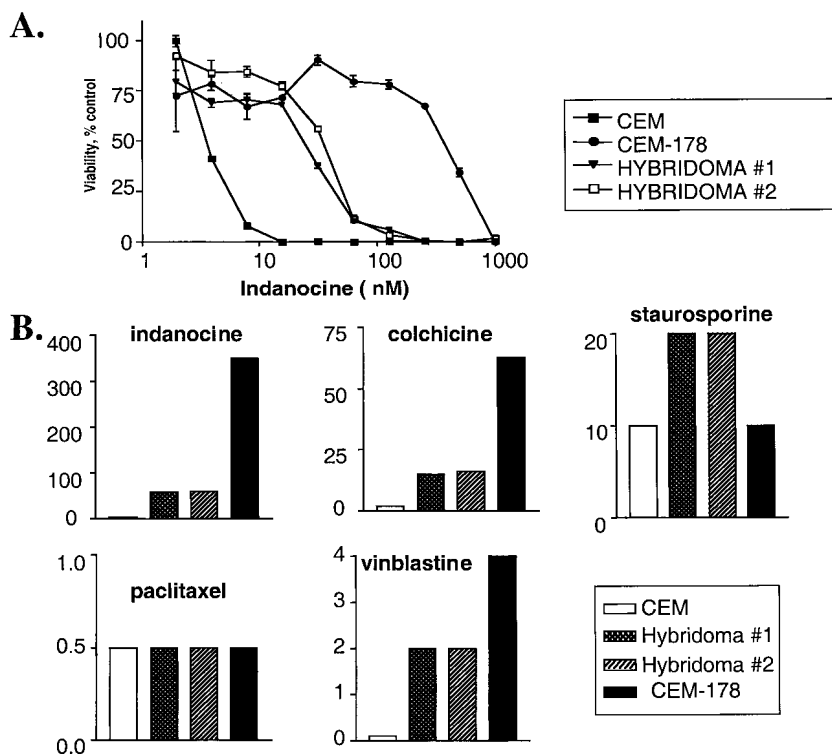 A.
Viability, % control
100
75
50
25
0
1
10
100
1000
Indanocine ( nM)
CEM
CEM-178
HYBRIDOMA #1
HYBRIDOMA #2
B.
indanocine
400
300
200
100
0
colchicine
75
50
25
0
staurosporine
20
10
0
paclitaxel
1.0
0.5
0.0
vinblastine
4
3
2
1
0
CEM
Hybridoma #1
Hybridoma #2
CEM-178